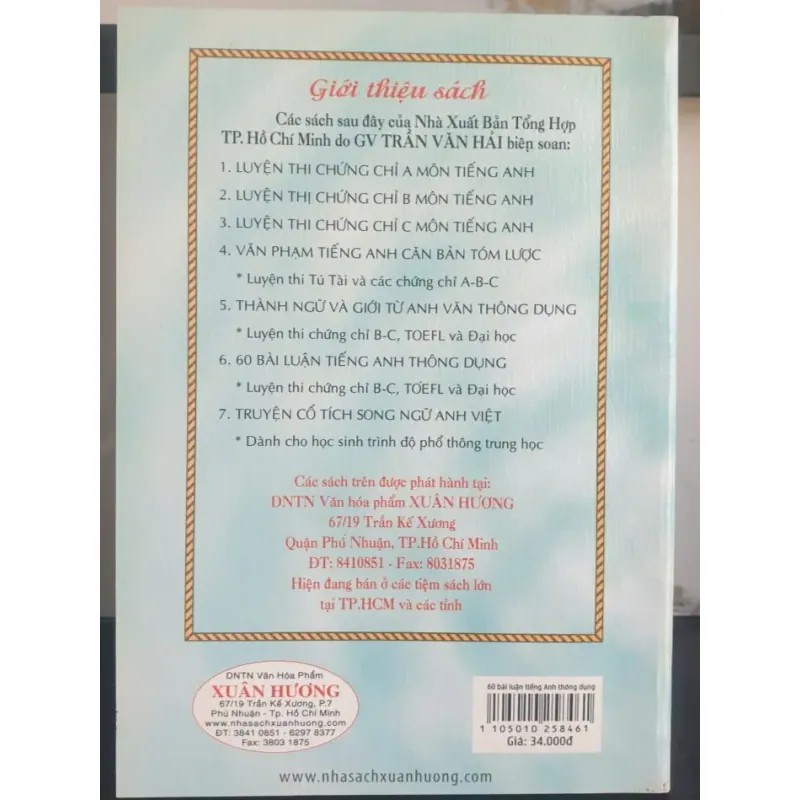 Giới thiệu sách
Các sách sau đây của Nhà Xuất Bản Tổng Hợp
TP. Hồ Chí Minh do GV TRẦN VĂN HẢI biên soạn:
1. LUYỆN THI CHỨNG CHỈ A MÔN TIẾNG ANH
2. LUYỆN THỊ CHỨNG CHỈ B MÔN TIẾNG ANH
3. LUYỆN THI CHỨNG CHỈ C MÔN TIẾNG ANH
4. VĂN PHẠM TIẾNG ANH CĂN BẢN TÓM LƯỢC
* Luyện thi Tú Tài và các chứng chỉ A-B-C
5. THÀNH NGỮ VÀ GIỚI TỪ ANH VĂN THÔNG DỤNG
* Luyện thi chứng chỉ B-C, TOEFL và Đại học
6. 60 BÀI LUẬN TIẾNG ANH THÔNG DỤNG
* Luyện thi chứng chỉ B-C, TOEFL và Đại học
7. TRUYỆN CỔ TÍCH SONG NGỮ ANH VIỆT
* Dành cho học sinh trình độ phổ thông trung học
Các sách trên được phát hành tại:
DNTN Văn hóa phẩm XUÂN HƯƠNG
67/19 Trần Kế Xương
Quận Phú Nhuận, TP.Hồ Chí Minh
ĐT: 8410851 - Fax: 8031875
Hiện đang bán ở các tiệm sách lớn
tại TP.HCM và các tỉnh
DNTN Văn Hóa Phẩm
XUÂN HƯƠNG
67/19 Trần Kế Xương, P.7
Phú Nhuận - Tp. Hồ Chí Minh
www.nhasachxuanhuong.com
ĐT: 3841 0851 - 6297 8377
Fax: 3803 1875
60 bài luận tiếng Anh thông dụng
1 105010 258461
Giá: 34.000đ
www.nhasachxuanhuong.com